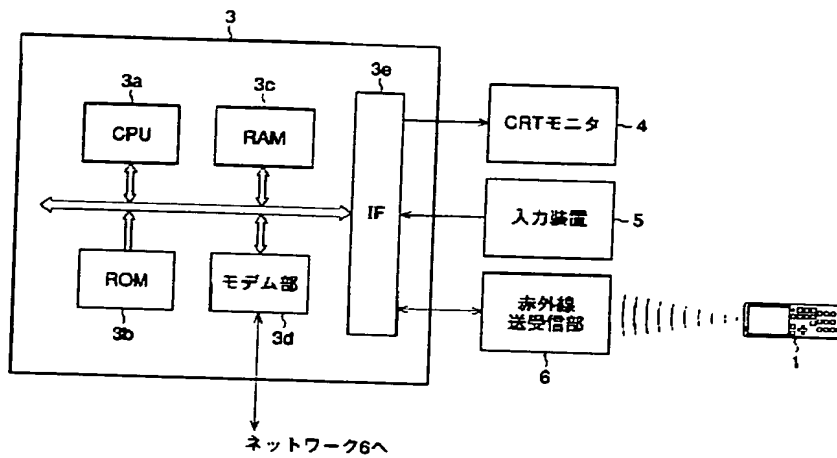 3
3a
3c
3e
CPU
RAM
CRTモニタ
4
IF
入力装置
5
ROM
モデム部
赤外線
送受信部
3b
3d
6
1
ネットワーク6へ